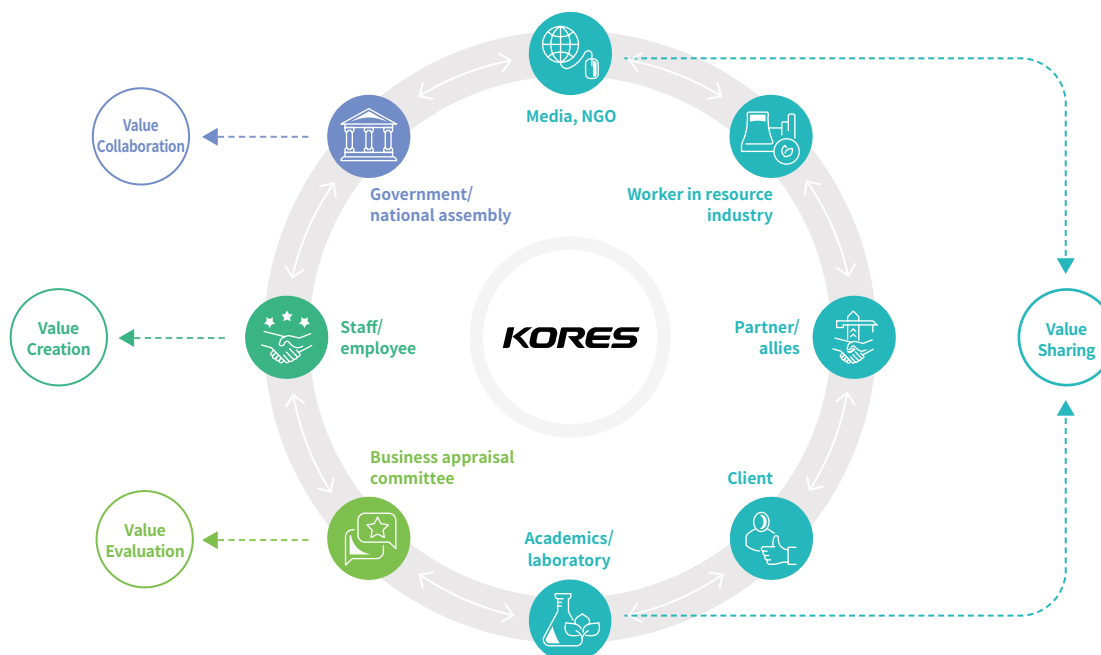 Media, NGO
Value
Collaboration
Government/
national assembly
Worker in resource
industry
Staff/
employee
Value
Creation
KORES
Partner/
allies
Value
Sharing
Business appraisal
committee
Client
Value
Evaluation
Academics/
laboratory